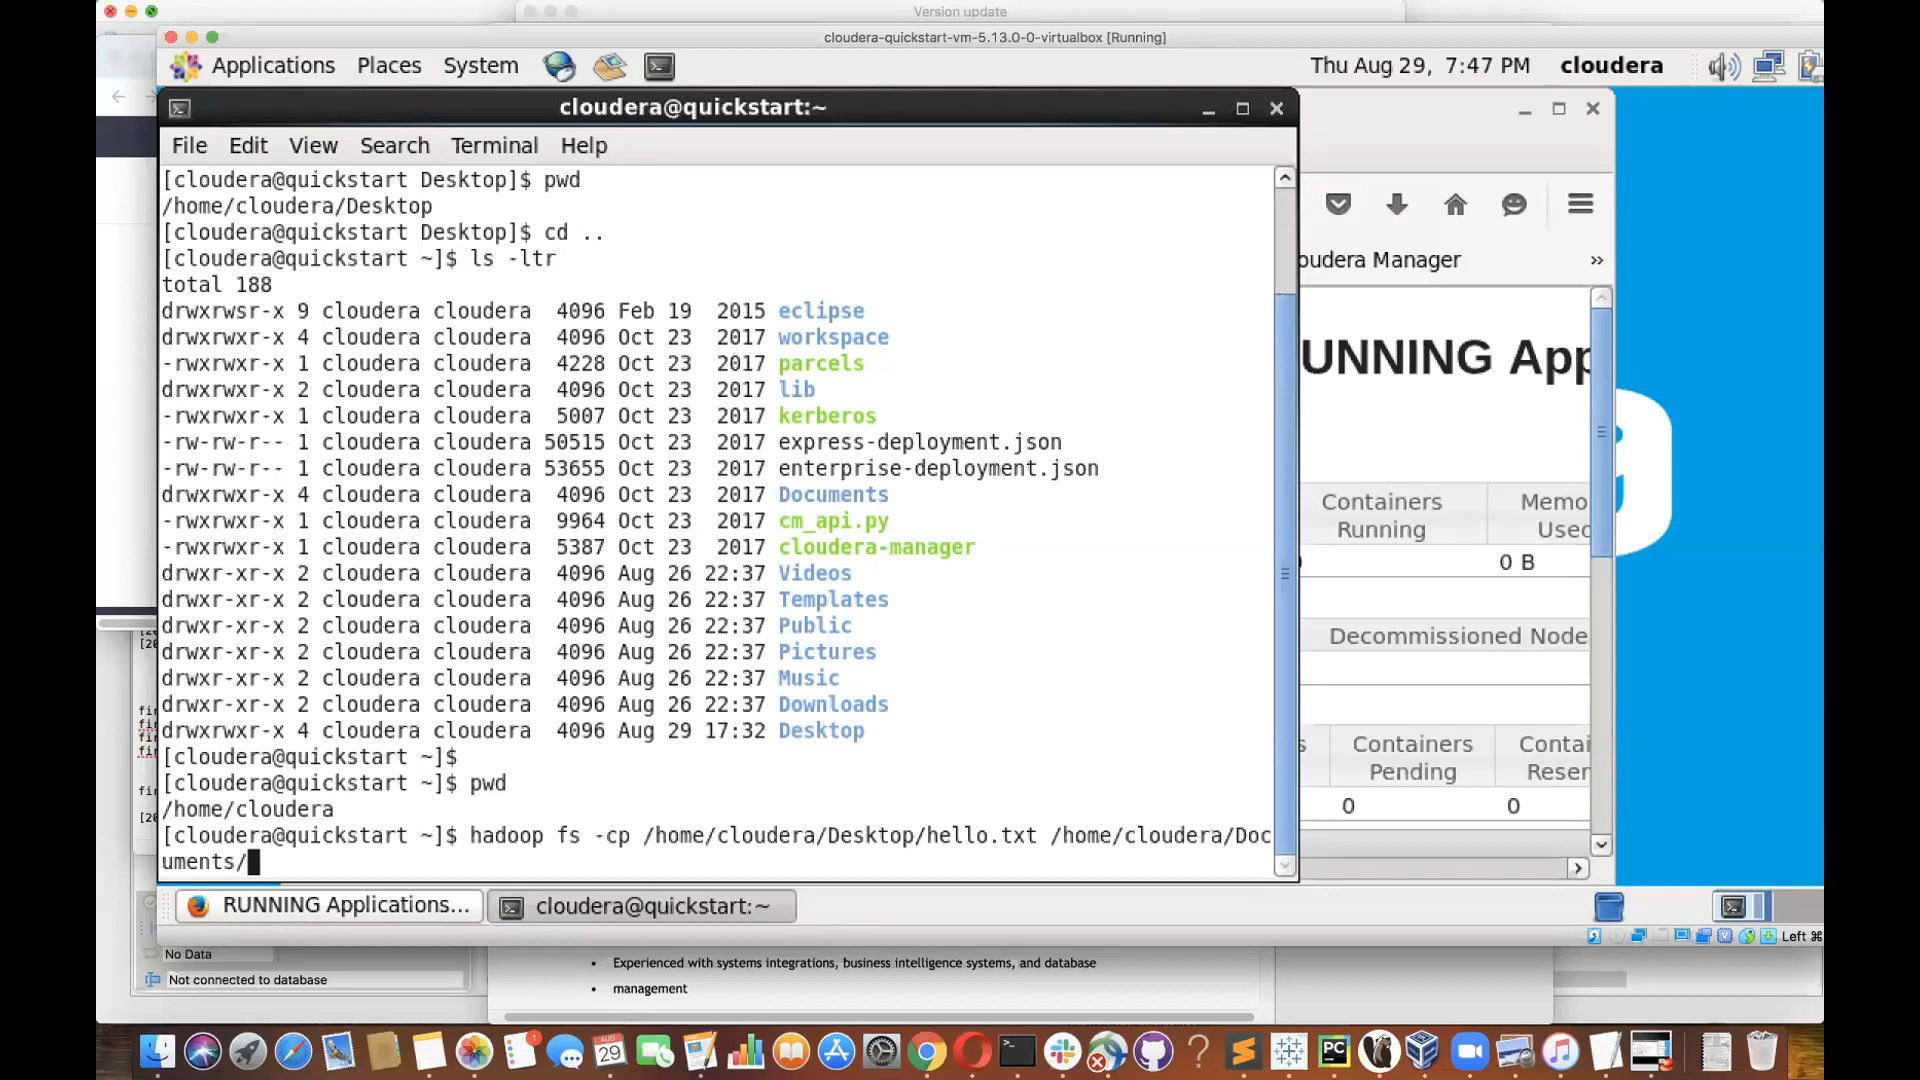 Version update
cloudera-quickstart-vm-5.13.0-0-virtualbox [Running]
Applications Places System Thu Aug 29, 7:47 PM cloudera
cloudera@quickstart:~
File Edit View Search Terminal Help
[cloudera@quickstart Desktop]$ pwd
/home/cloudera/Desktop
[cloudera@quickstart Desktop]$ cd ..
[cloudera@quickstart ~]$ ls -ltr
total 188
drwxrwsr-x 9 cloudera cloudera 4096 Feb 19 2015 eclipse
drwxrwxr-x 4 cloudera cloudera 4096 Oct 23 2017 workspace
-rwxrwxr-x 1 cloudera cloudera 4228 Oct 23 2017 parcels
drwxrwxr-x 2 cloudera cloudera 4096 Oct 23 2017 lib
-rwxrwxr-x 1 cloudera cloudera 5007 Oct 23 2017 kerberos
-rw-rw-r-- 1 cloudera cloudera 50515 Oct 23 2017 express-deployment.json
-rw-rw-r-- 1 cloudera cloudera 53655 Oct 23 2017 enterprise-deployment.json
drwxrwxr-x 4 cloudera cloudera 4096 Oct 23 2017 Documents
-rwxrwxr-x 1 cloudera cloudera 9964 Oct 23 2017 cm_api.py
-rwxrwxr-x 1 cloudera cloudera 5387 Oct 23 2017 cloudera-manager
drwxr-xr-x 2 cloudera cloudera 4096 Aug 26 22:37 Videos
drwxr-xr-x 2 cloudera cloudera 4096 Aug 26 22:37 Templates
drwxr-xr-x 2 cloudera cloudera 4096 Aug 26 22:37 Public
drwxr-xr-x 2 cloudera cloudera 4096 Aug 26 22:37 Pictures
drwxr-xr-x 2 cloudera cloudera 4096 Aug 26 22:37 Music
drwxr-xr-x 2 cloudera cloudera 4096 Aug 26 22:37 Downloads
drwxrwxr-x 4 cloudera cloudera 4096 Aug 29 17:32 Desktop
[cloudera@quickstart ~]$
[cloudera@quickstart ~]$ pwd
/home/cloudera
[cloudera@quickstart ~]$ hadoop fs -cp /home/cloudera/Desktop/hello.txt /home/cloudera/Doc
uments/
oudera Manager »
UNNING App
Containers Memo
Running Used
0 B
Decommissioned Node
Containers Contai
Pending Reser
0 0
RUNNING Applications... cloudera@quickstart:~
Left ⌘
No Data
Not connected to database
• Experienced with systems integrations, business intelligence systems, and database
• management
AUG
29
1
PC